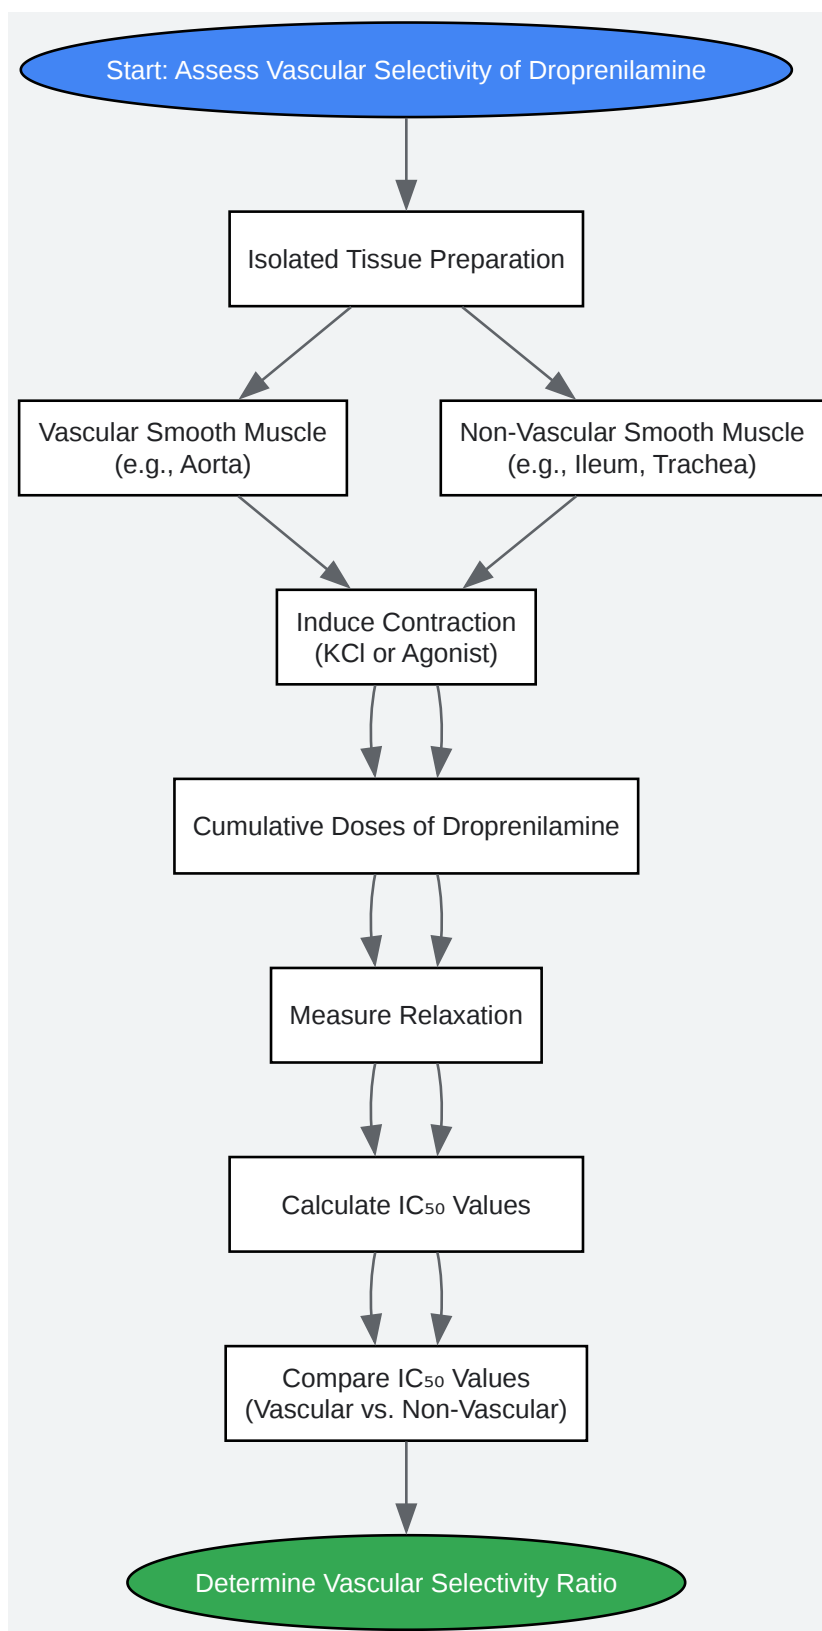 Start: Assess Vascular Selectivity of Droprenilamine
Isolated Tissue Preparation
Vascular Smooth Muscle
(e.g., Aorta)
Non-Vascular Smooth Muscle
(e.g., Ileum, Trachea)
Induce Contraction
(KCl or Agonist)
Cumulative Doses of Droprenilamine
Measure Relaxation
Calculate IC₅₀ Values
Compare IC₅₀ Values
(Vascular vs. Non-Vascular)
Determine Vascular Selectivity Ratio